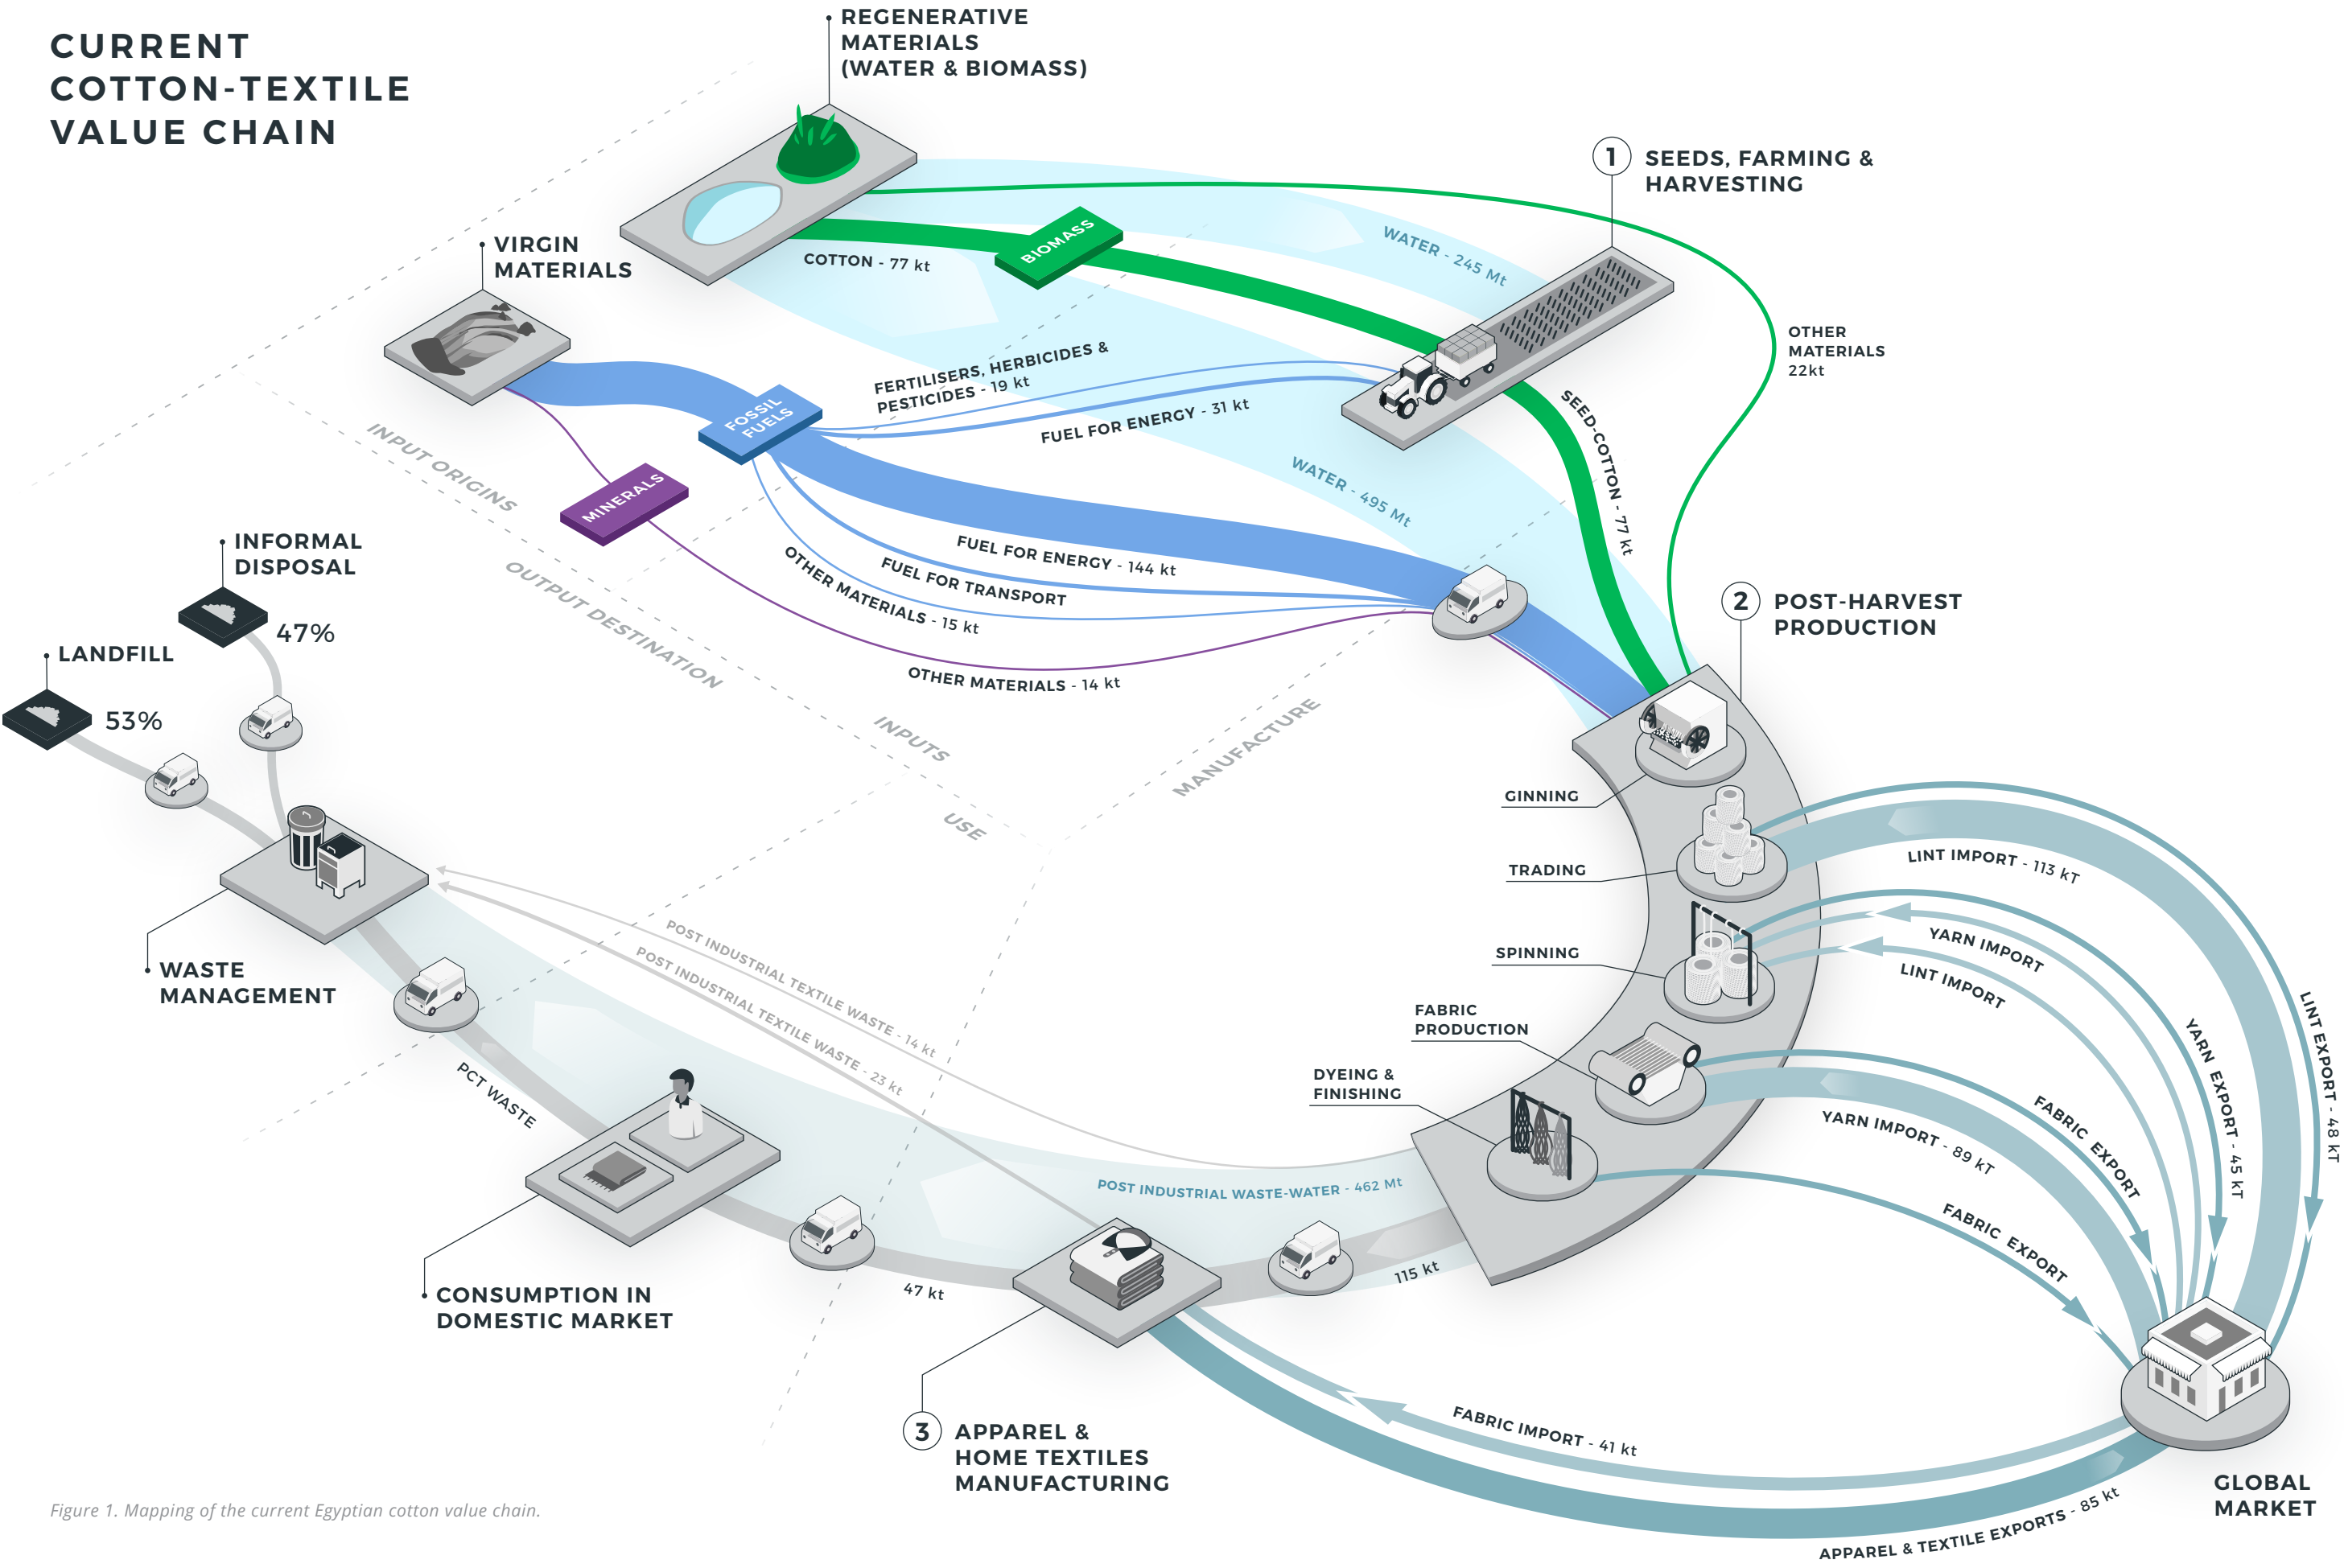 CURRENT
COTTON-TEXTILE
VALUE CHAIN
REGENERATIVE
MATERIALS
(WATER & BIOMASS)
1
SEEDS, FARMING &
HARVESTING
VIRGIN
MATERIALS
COTTON - 77 kt
BIOMASS
WATER - 245 Mt
OTHER
MATERIALS
22kt
FERTILISERS, HERBICIDES &
PESTICIDES - 19 kt
FOSSIL
FUELS
FUEL FOR ENERGY - 31 kt
SEED-COTTON - 77 kt
WATER - 495 Mt
MINERALS
INPUT ORIGINS
OUTPUT DESTINATION
FUEL FOR ENERGY - 144 kt
FUEL FOR TRANSPORT
OTHER MATERIALS - 15 kt
OTHER MATERIALS - 14 kt
INFORMAL
DISPOSAL
47%
LANDFILL
53%
2
POST-HARVEST
PRODUCTION
INPUTS
MANUFACTURE
USE
GINNING
TRADING
SPINNING
FABRIC
PRODUCTION
DYEING &
FINISHING
LINT IMPORT - 113 kT
YARN IMPORT
LINT IMPORT
YARN EXPORT - 45 kT
LINT EXPORT - 48 kT
FABRIC EXPORT
YARN IMPORT - 89 kT
FABRIC EXPORT
WASTE
MANAGEMENT
POST INDUSTRIAL TEXTILE WASTE - 14 kt
POST INDUSTRIAL TEXTILE WASTE - 23 kt
PCT WASTE
POST INDUSTRIAL WASTE-WATER - 462 Mt
CONSUMPTION IN
DOMESTIC MARKET
47 kt
115 kt
3
APPAREL &
HOME TEXTILES
MANUFACTURING
FABRIC IMPORT - 41 kt
APPAREL & TEXTILE EXPORTS - 85 kt
GLOBAL
MARKET
Figure 1. Mapping of the current Egyptian cotton value chain.